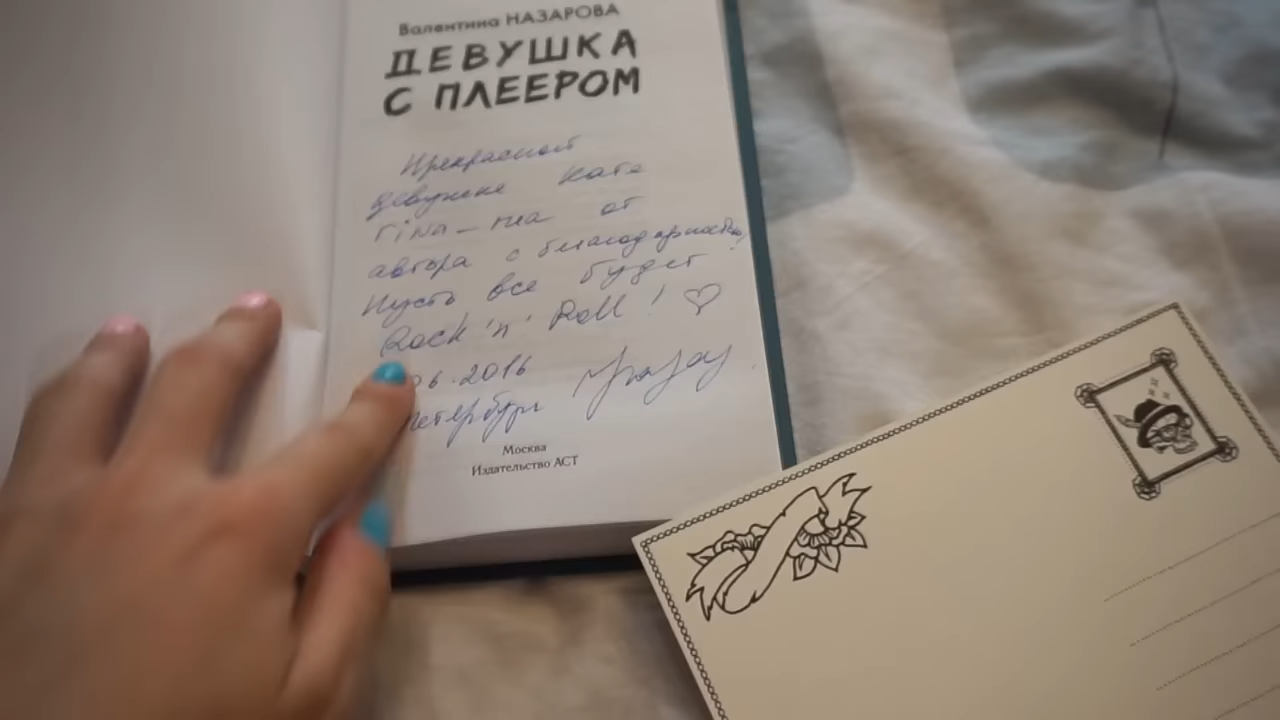 Валентина НАЗАРОВА
ДЕВУШКА
С ПЛЕЕРОМ
Прекрасной
девушке Кате
от
автора с благодарностью!
Пусть все будет
Rock 'n' Roll! ♡
06.2016
Петербург
Москва
Издательство АСТ